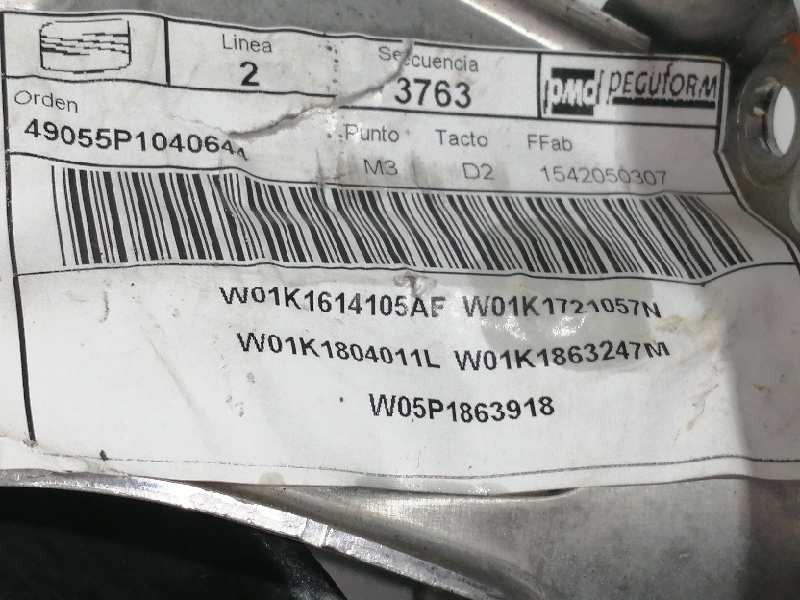 Linea
2
Secuencia
3763
pmd PEGUFORM
Orden
49055P104064
Punto
M3
Tacto
D2
FFab
1542050307
W01K1614105AF W01K1721057N
W01K1804011L W01K1863247M
W05P1863918